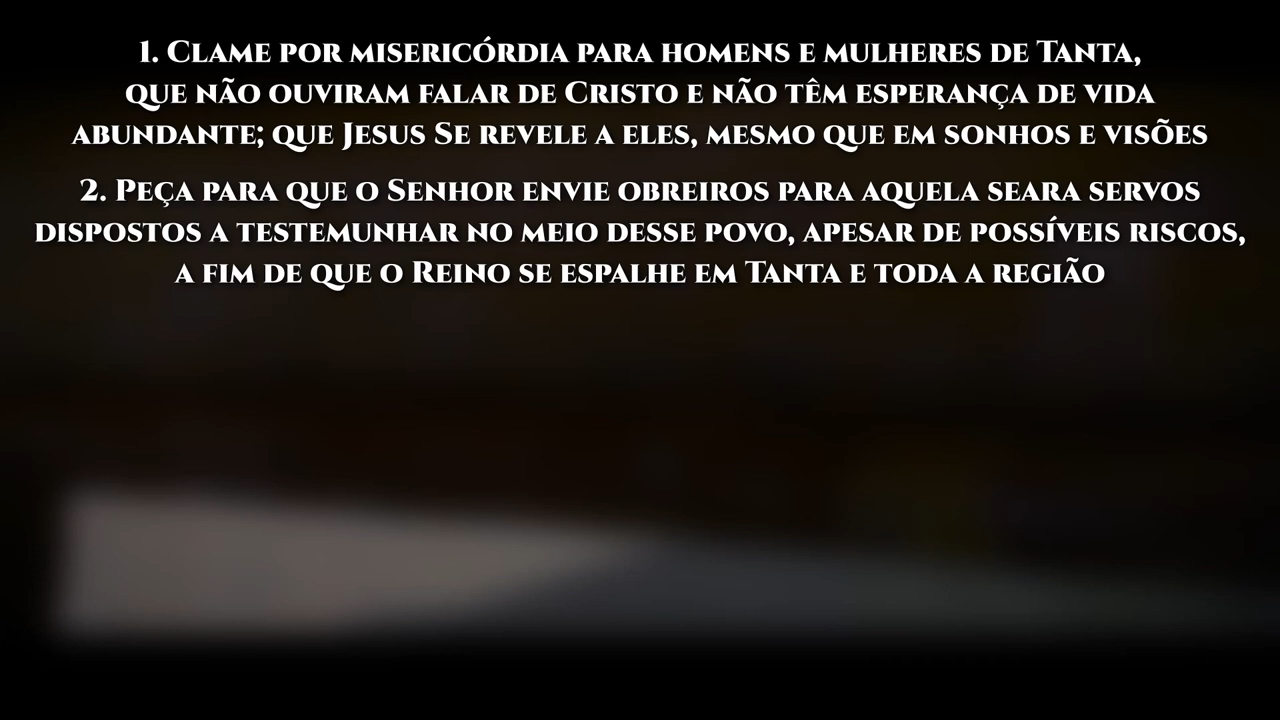 1. Clame por misericórdia para homens e mulheres de Tanta,
que não ouviram falar de Cristo e não têm esperança de vida
abundante; que Jesus Se revele a eles, mesmo que em sonhos e visões
2. Peça para que o Senhor envie obreiros para aquela seara servos
dispostos a testemunhar no meio desse povo, apesar de possíveis riscos,
a fim de que o Reino se espalhe em Tanta e toda a região